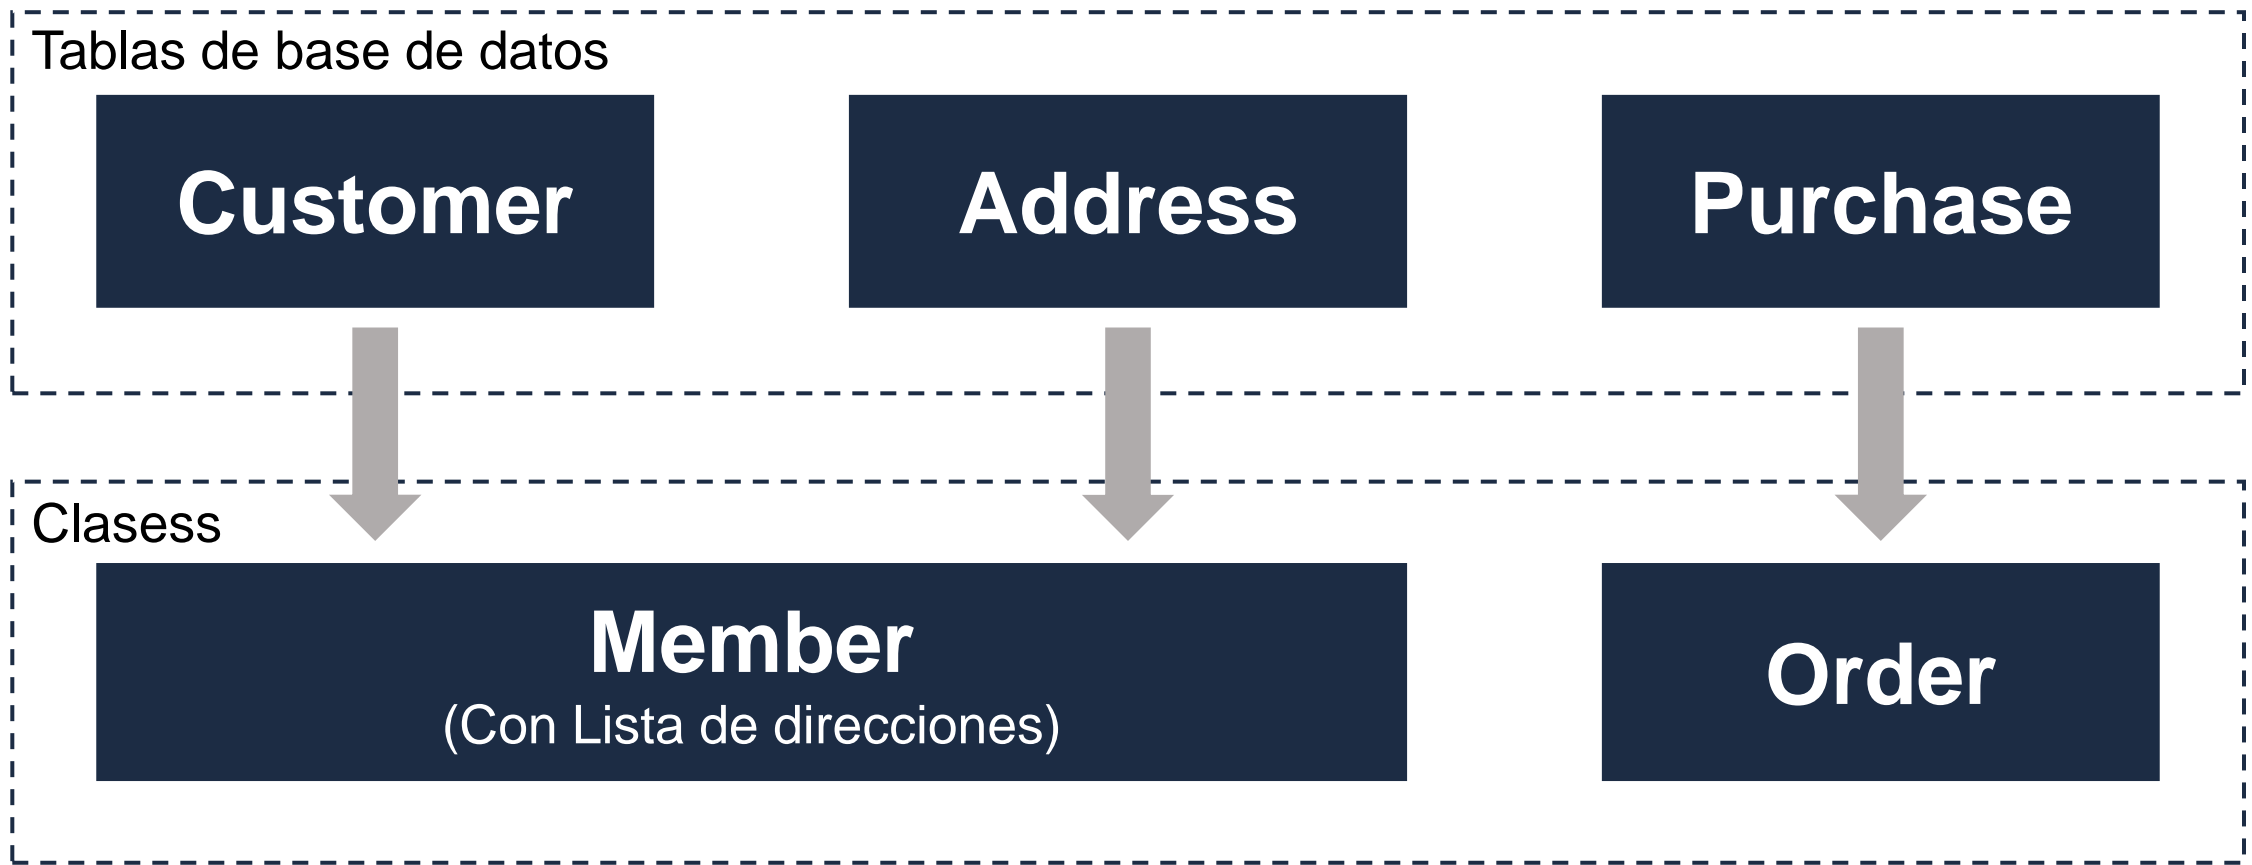 Tablas de base de datos
Customer
Address
Purchase
Clasess
Member
(Con Lista de direcciones)
Order